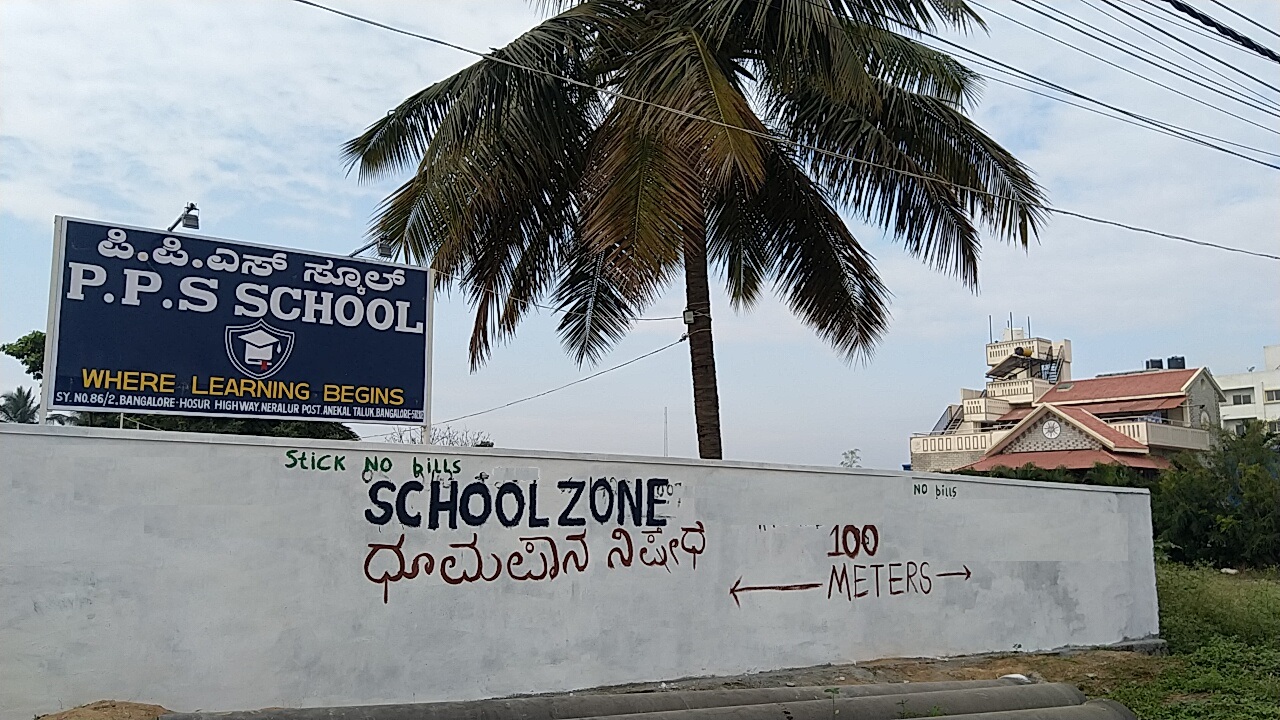 ಪಿ.ಪಿ.ಎಸ್ ಸ್ಕೂಲ್
P.P.S SCHOOL
WHERE LEARNING BEGINS
SY. NO.86/2, BANGALORE-HOSUR HIGHWAY, NERALUR POST. ANEKAL TALUK, BANGALORE-
Stick NO bills
NO bills
SCHOOL ZONE
ಧೂಮಪಾನ ನಿಷೇಧ
100
METERS